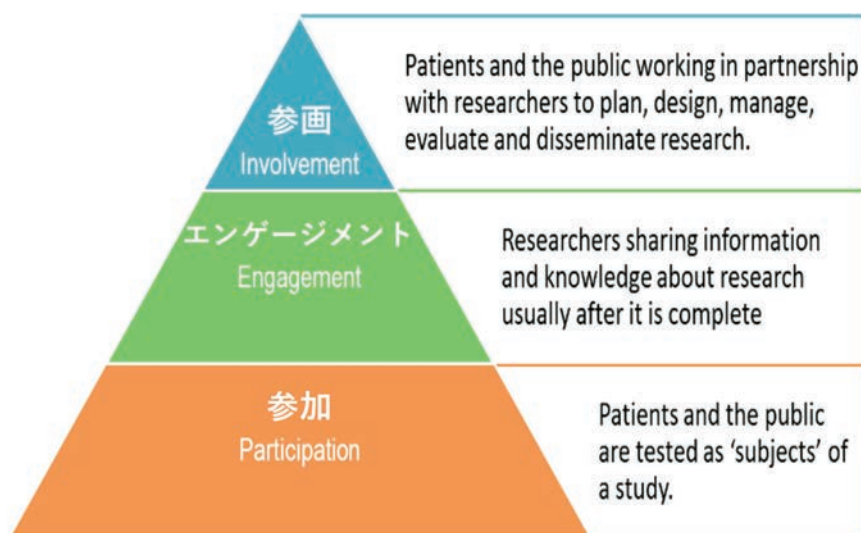 参画
Involvement
Patients and the public working in partnership
with researchers to plan, design, manage,
evaluate and disseminate research.
エンゲージメント
Engagement
Researchers sharing information
and knowledge about research
usually after it is complete
参加
Participation
Patients and the public
are tested as ‘subjects’ of
a study.